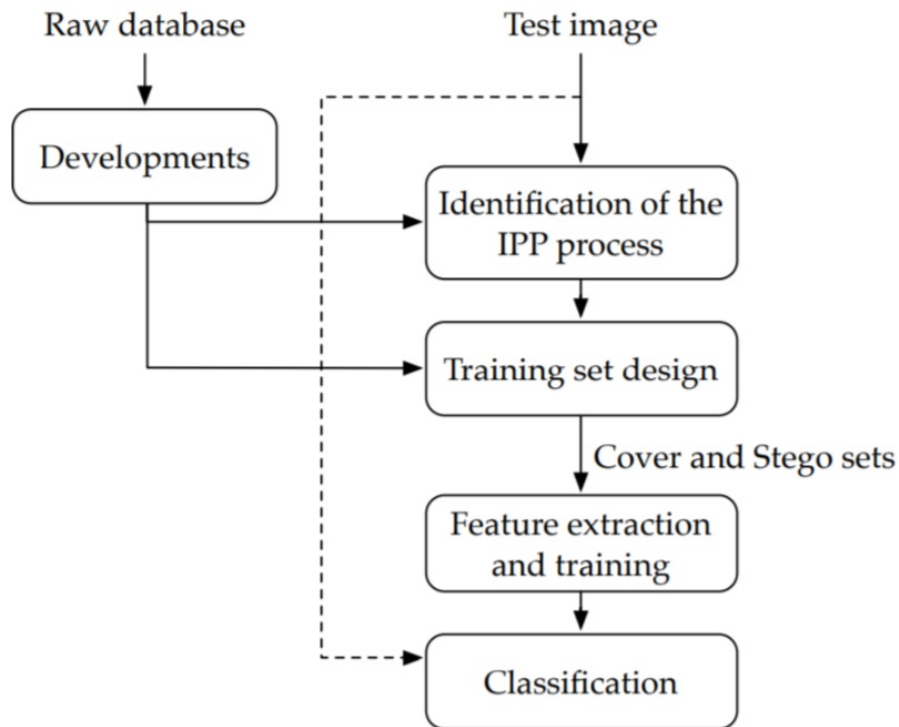 Raw database
Test image
Developments
Identification of the
IPP process
Training set design
Cover and Stego sets
Feature extraction
and training
Classification